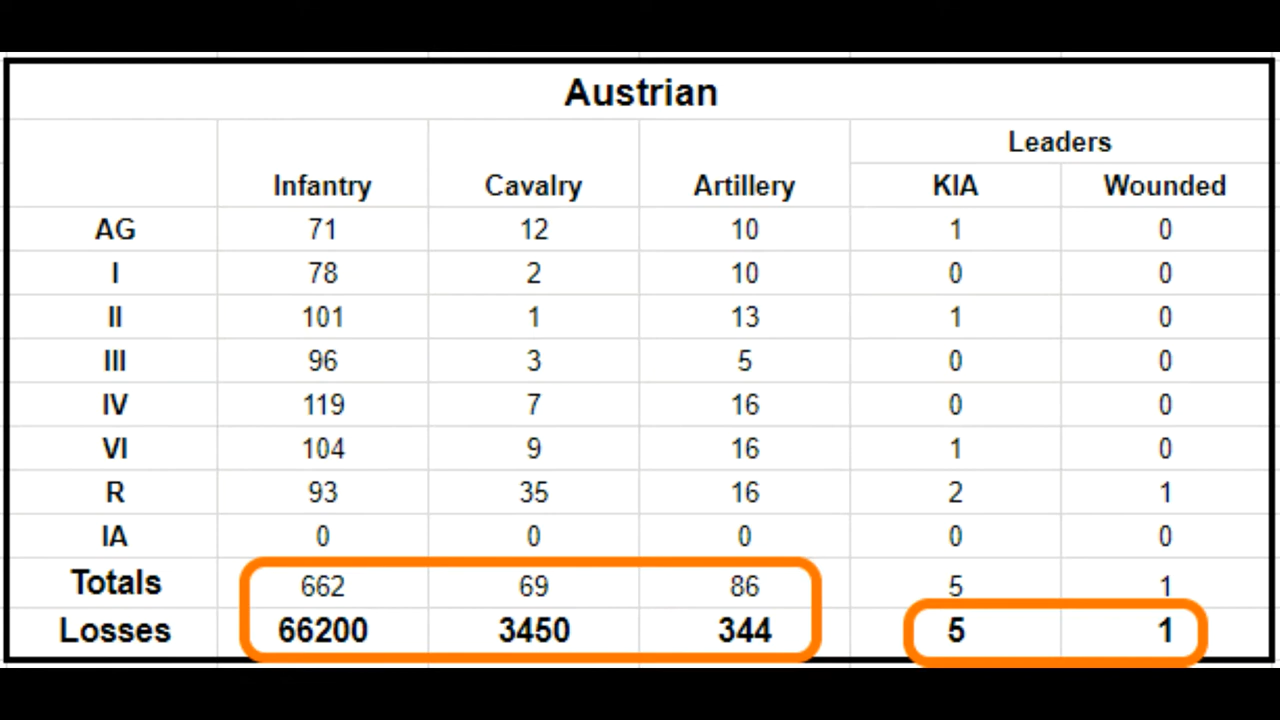 Austrian
Leaders
Infantry Cavalry Artillery KIA Wounded
AG 71 12 10 1 0
I 78 2 10 0 0
II 101 1 13 1 0
III 96 3 5 0 0
IV 119 7 16 0 0
VI 104 9 16 1 0
R 93 35 16 2 1
IA 0 0 0 0 0
Totals 662 69 86 5 1
Losses 66200 3450 344 5 1